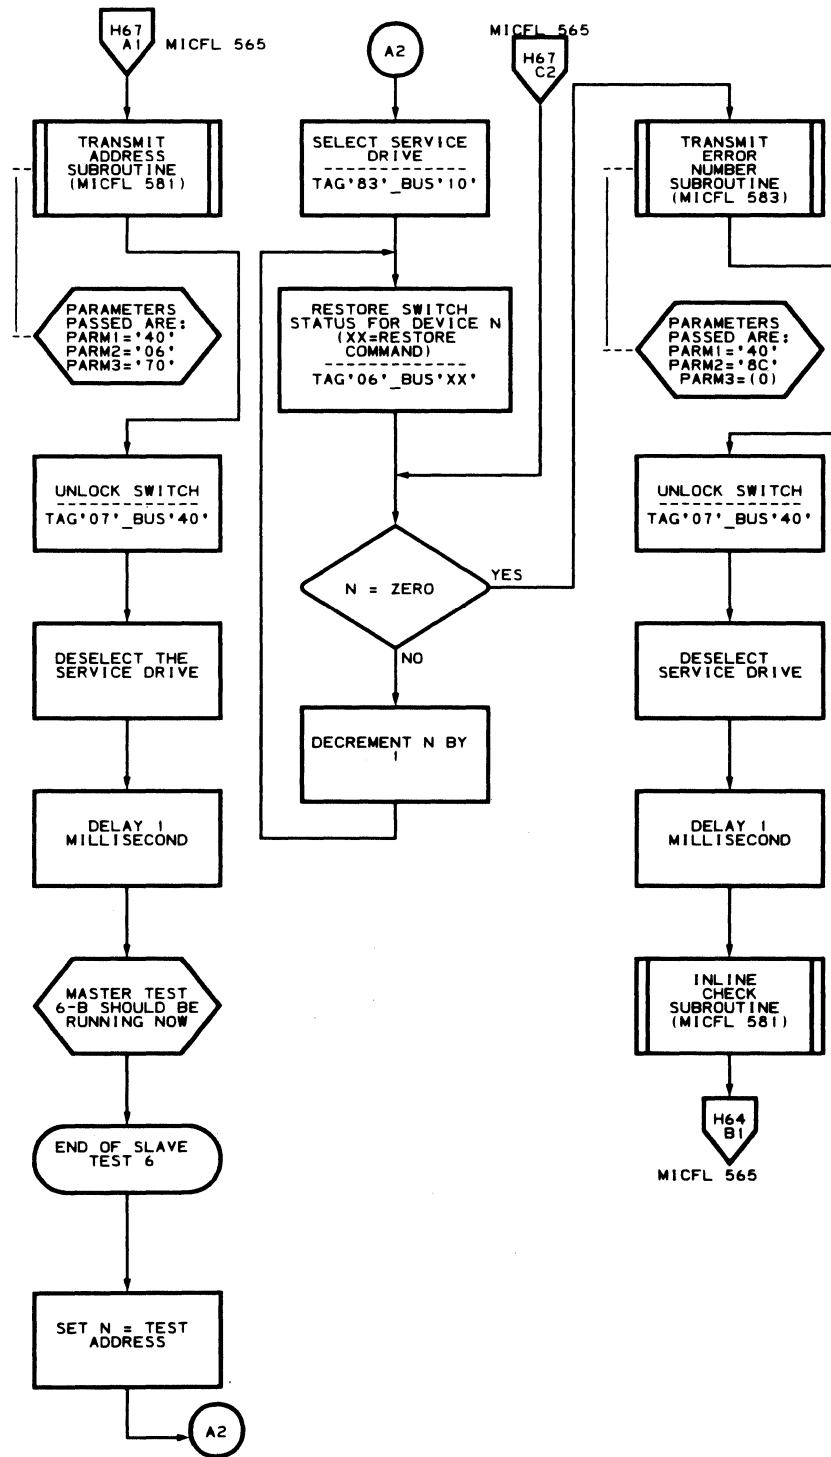 H67
A1
MICFL 565
TRANSMIT
ADDRESS
SUBROUTINE
(MICFL 581)
PARAMETERS
PASSED ARE:
PARM1='40'
PARM2='06'
PARM3='70'
UNLOCK SWITCH
--------------
TAG'07'_BUS'40'
DESELECT THE
SERVICE DRIVE
DELAY 1
MILLISECOND
MASTER TEST
6-B SHOULD BE
RUNNING NOW
END OF SLAVE
TEST 6
SET N = TEST
ADDRESS
A2
A2
SELECT SERVICE
DRIVE
--------------
TAG'83'_BUS'10'
RESTORE SWITCH
STATUS FOR DEVICE N
(XX=RESTORE
COMMAND)
--------------
TAG'06'_BUS'XX'
N = ZERO
YES
NO
DECREMENT N BY
1
MICFL 565
H67
C2
TRANSMIT
ERROR
NUMBER
SUBROUTINE
(MICFL 583)
PARAMETERS
PASSED ARE:
PARM1='40'
PARM2='8C'
PARM3=(0)
UNLOCK SWITCH
--------------
TAG'07'_BUS'40'
DESELECT
SERVICE DRIVE
DELAY 1
MILLISECOND
INLINE
CHECK
SUBROUTINE
(MICFL 581)
H64
B1
MICFL 565